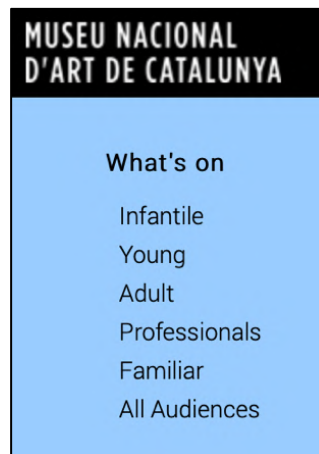 MUSEU NACIONAL
D'ART DE CATALUNYA
What's on
Infantile
Young
Adult
Professionals
Familiar
All Audiences